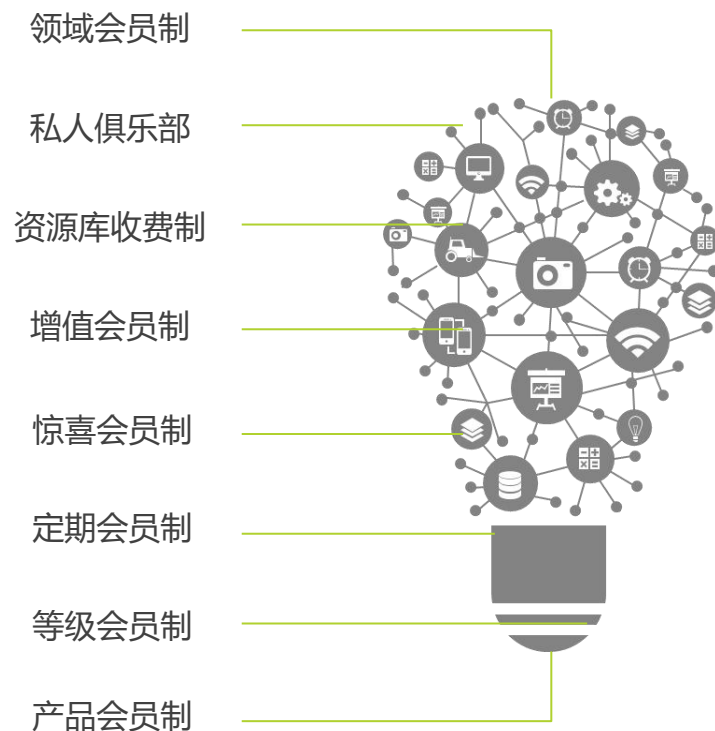 领域会员制
私人俱乐部
资源库收费制
增值会员制
惊喜会员制
定期会员制
等级会员制
产品会员制